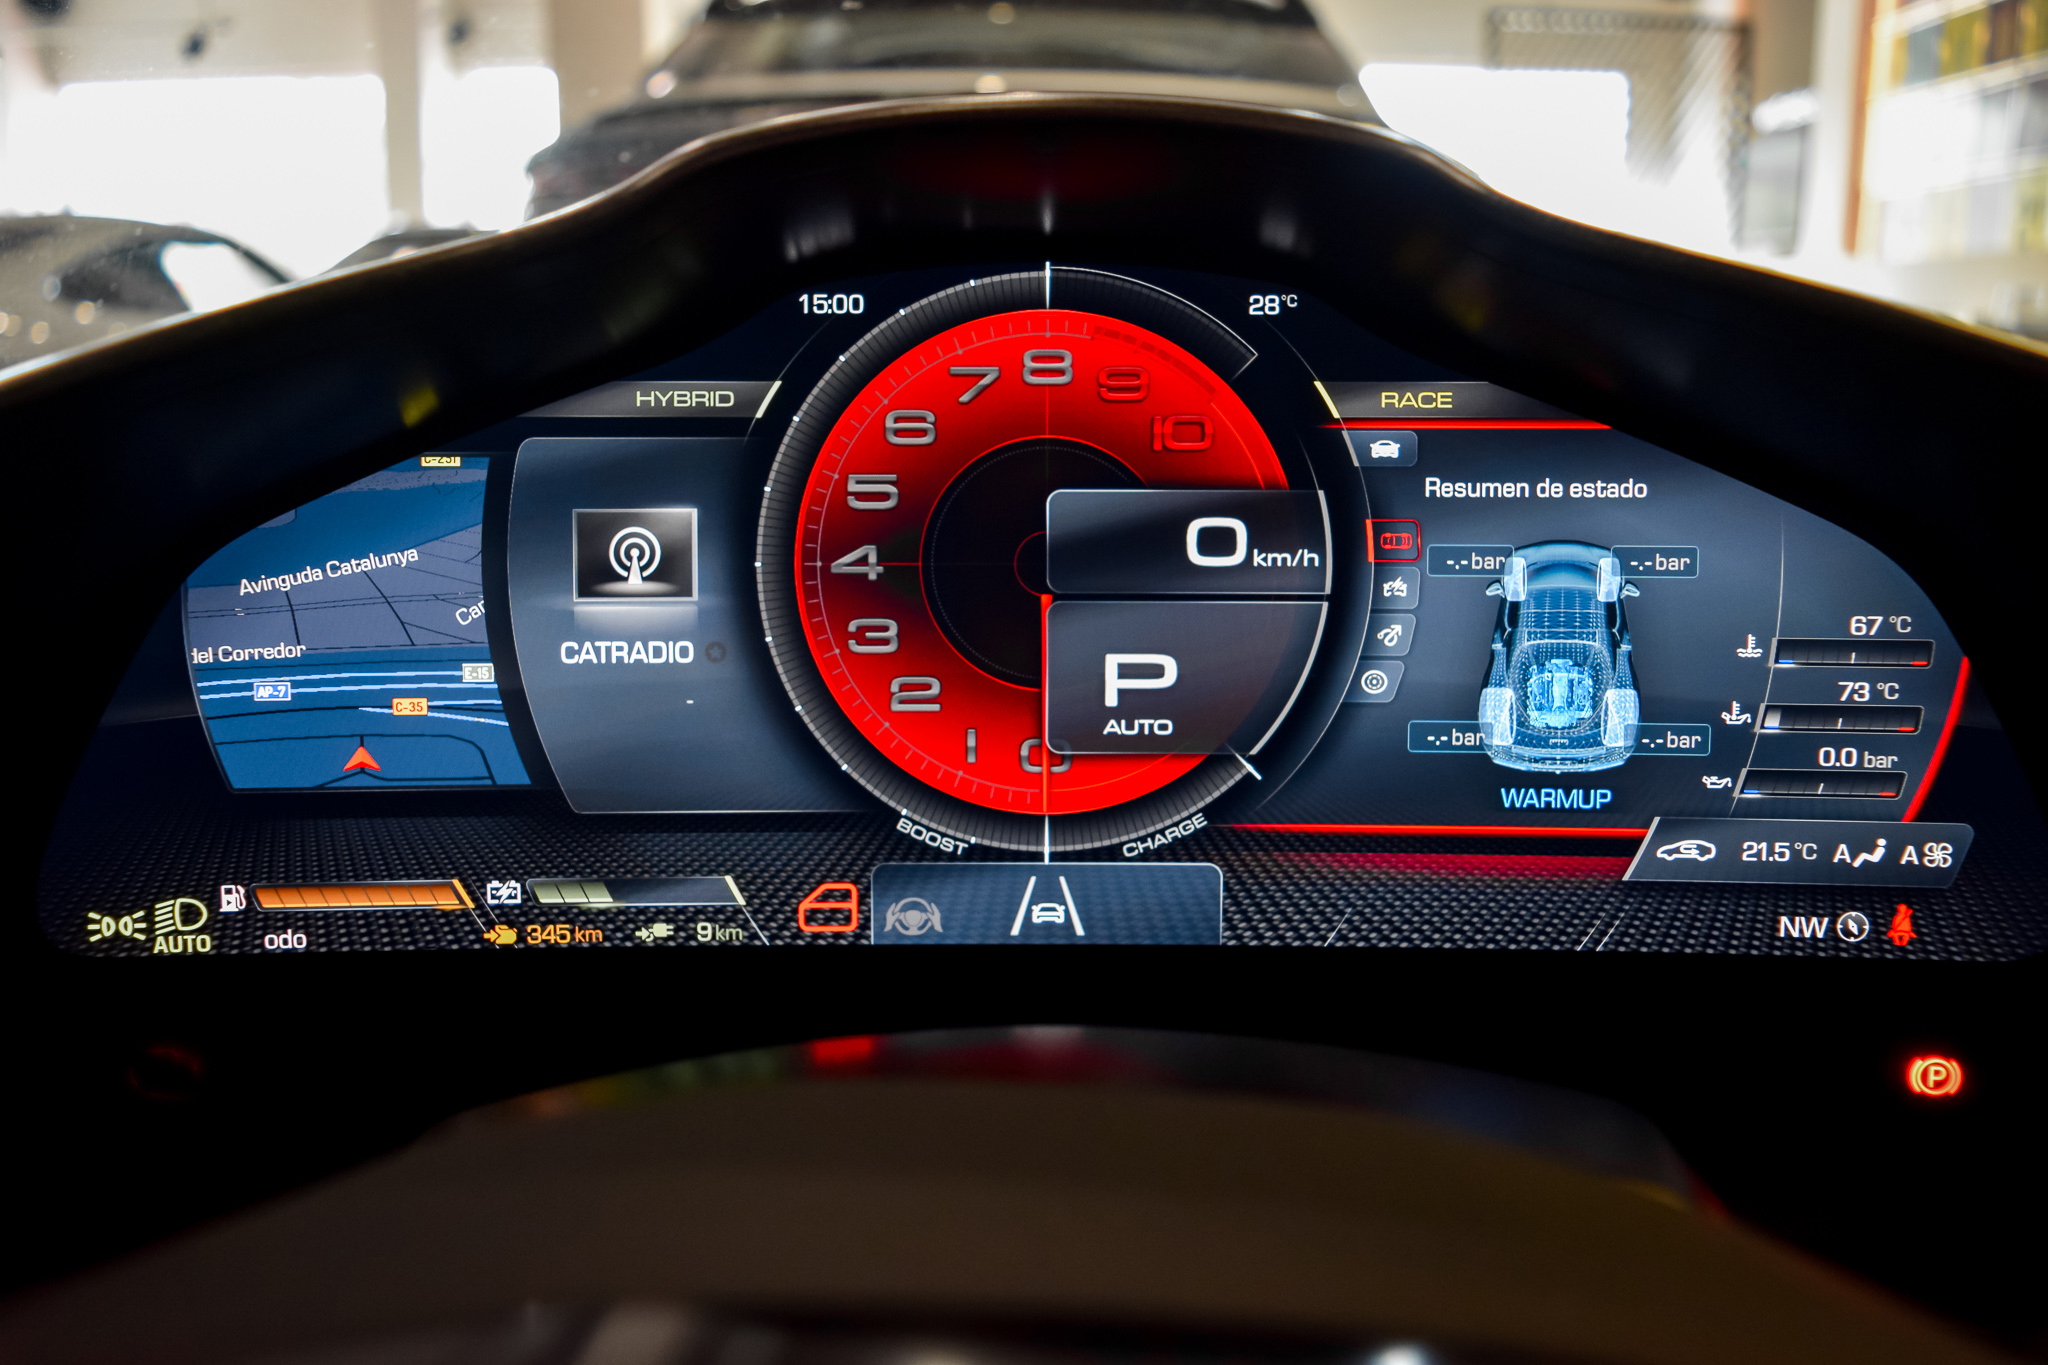 15:00
28°C
HYBRID
RACE
8
7
9
6
10
5
4
3
2
1
0
0 km/h
P
AUTO
BOOST
CHARGE
Avinguda Catalunya
del Corredor
E-15
AP-7
C-35
CATRADIO
-
Resumen de estado
-.- bar
-.- bar
-.- bar
-.- bar
WARMUP
67 °C
73 °C
0.0 bar
21.5 °C A A
AUTO
odo
345 km
9 km
NW
P